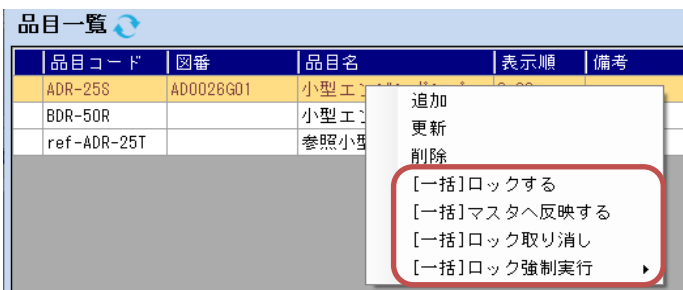 品目一覧
品目コード 図番 品目名 表示順 備考
ADR-25S AD0026G01 小型エン
BDR-50R 小型エン
ref-ADR-25T 参照小型
追加
更新
削除
[一括]ロックする
[一括]マスタへ反映する
[一括]ロック取り消し
[一括]ロック強制実行